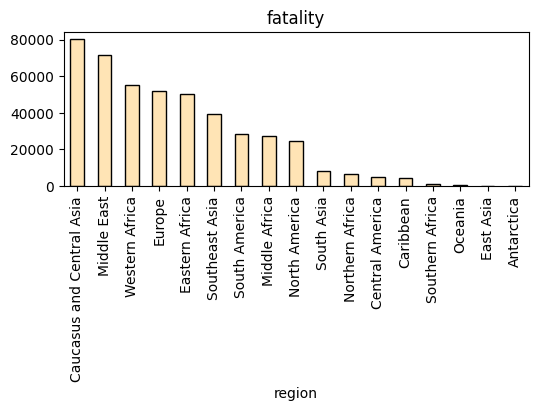 fatality
80000
60000
40000
20000
0
Caucasus and Central Asia
Middle East
Western Africa
Europe
Eastern Africa
Southeast Asia
South America
Middle Africa
North America
South Asia
Northern Africa
Central America
Caribbean
Southern Africa
Oceania
East Asia
Antarctica
region